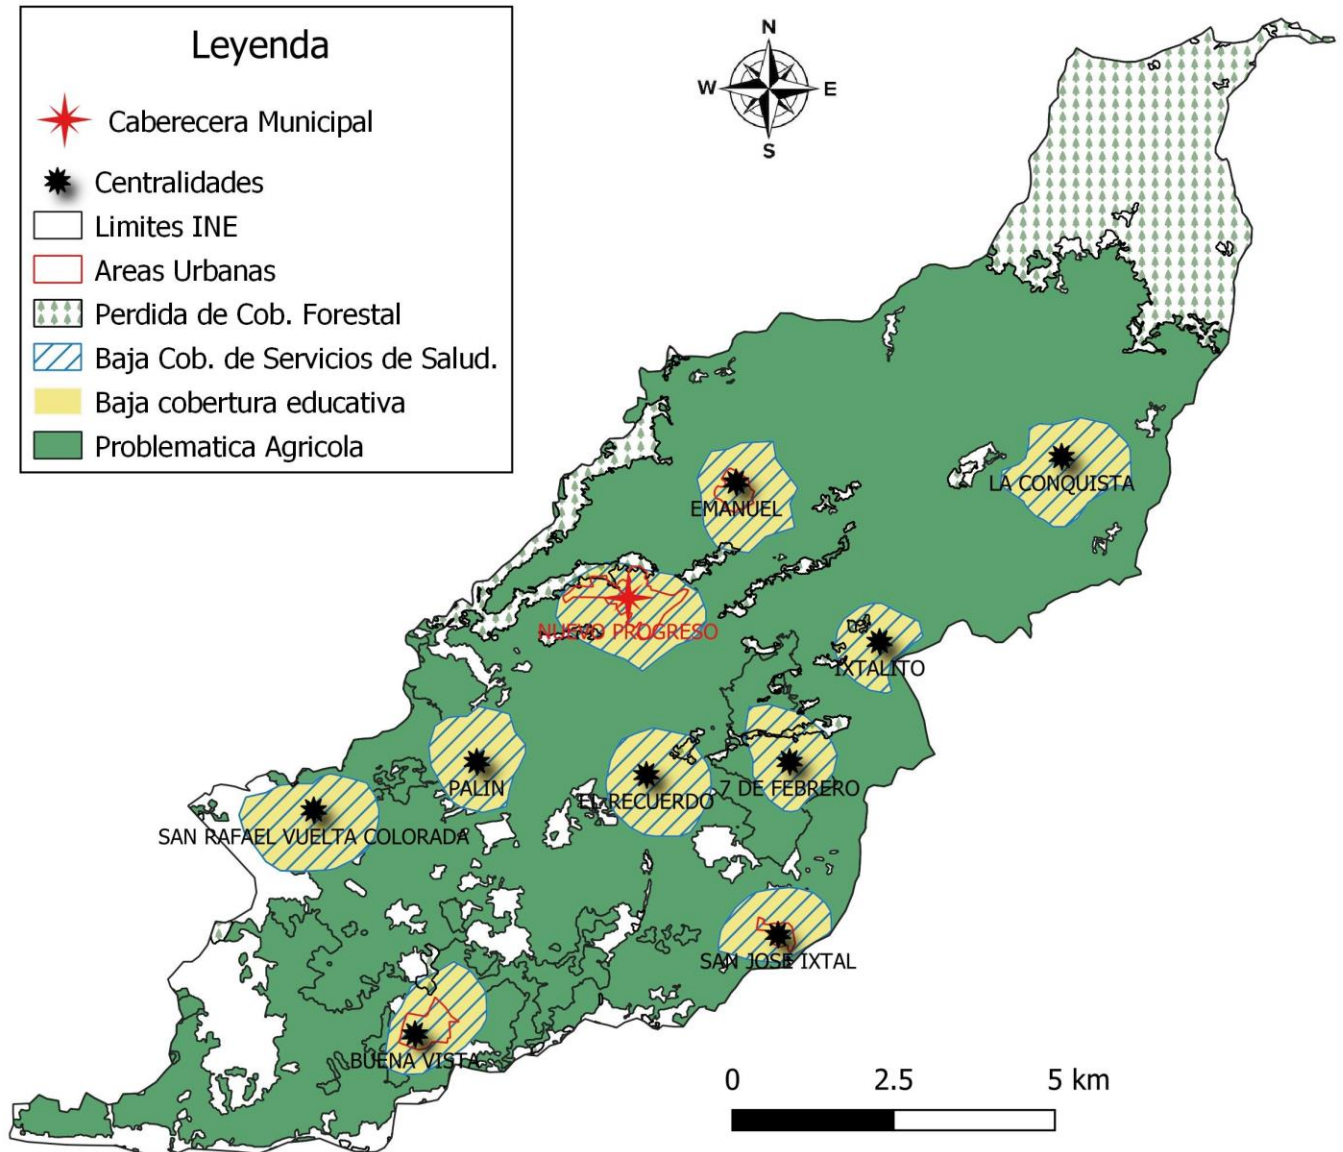 Leyenda
Caberecera Municipal
Centralidades
Limites INE
Areas Urbanas
Perdida de Cob. Forestal
Baja Cob. de Servicios de Salud.
Baja cobertura educativa
Problematica Agricola
N
W
E
S
LA CONQUISTA
EMANUEL
NUEVO PROGRESO
IXTALITO
PALIN
EL RECUERDO
7 DE FEBRERO
SAN RAFAEL VUELTA COLORADA
SAN JOSE IXTAL
BUENA VISTA
0 2.5 5 km